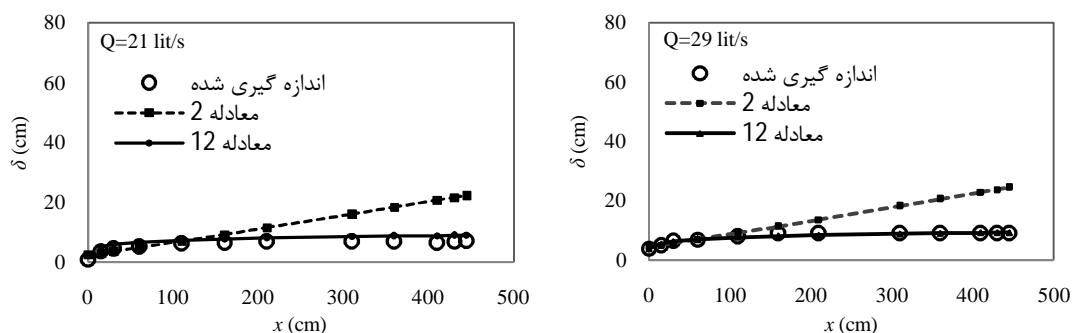 80
60
40
20
0
δ (cm)
Q=21 lit/s
اندازه گیری شده
معادله 2
معادله 12
0 100 200 300 400 500
x (cm)
80
60
40
20
0
δ (cm)
Q=29 lit/s
اندازه گیری شده
معادله 2
معادله 12
0 100 200 300 400 500
x (cm)